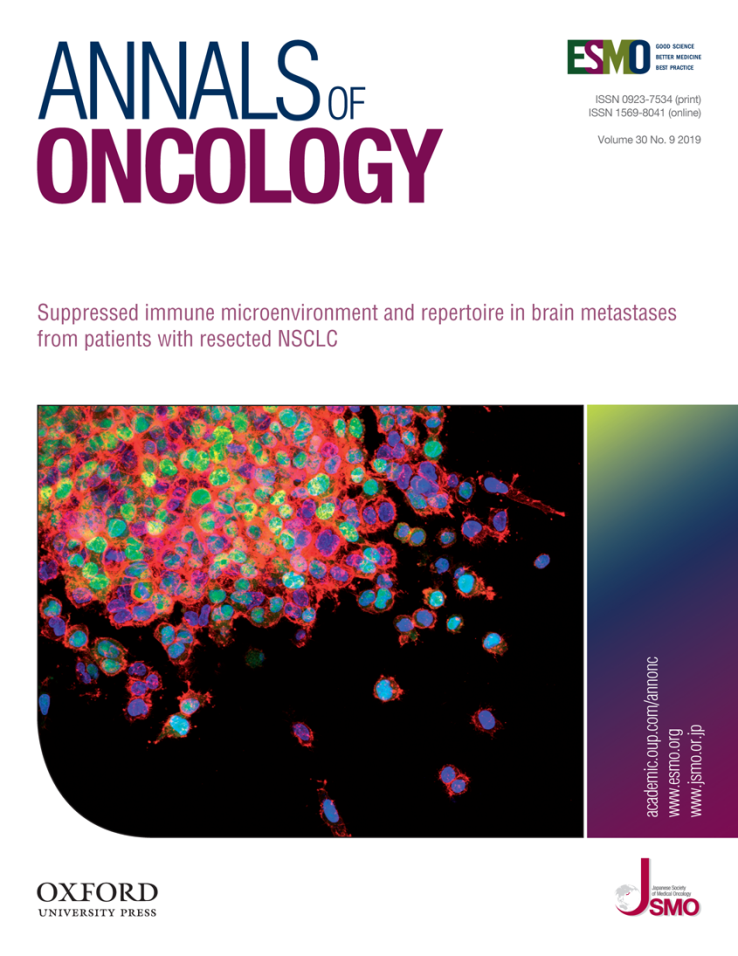 ANNALS OF
ONCOLOGY
ESMO
GOOD SCIENCE
BETTER MEDICINE
BEST PRACTICE
ISSN 0923-7534 (print)
ISSN 1569-8041 (online)
Volume 30 No. 9 2019
Suppressed immune microenvironment and repertoire in brain metastases
from patients with resected NSCLC
academic.oup.com/annonc
www.esmo.org
www.jsmo.or.jp
OXFORD
UNIVERSITY PRESS
Japanese Society
of Medical Oncology
JSMO